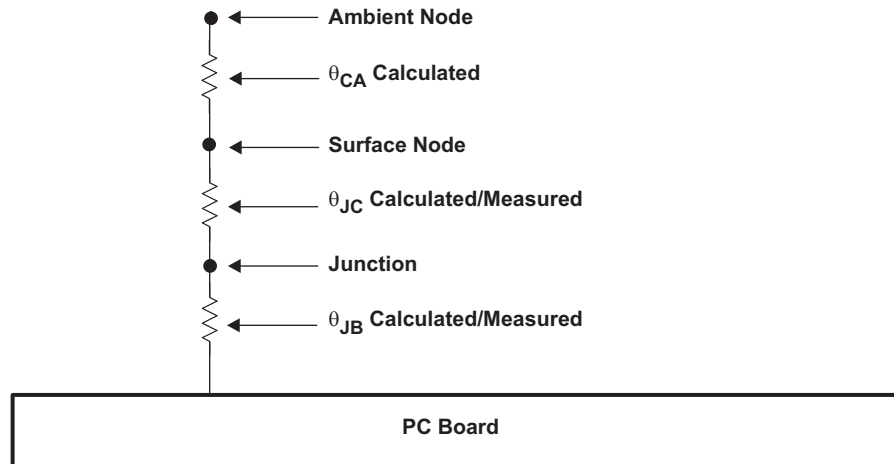 Ambient Node
θCA Calculated
Surface Node
θJC Calculated/Measured
Junction
θJB Calculated/Measured
PC Board